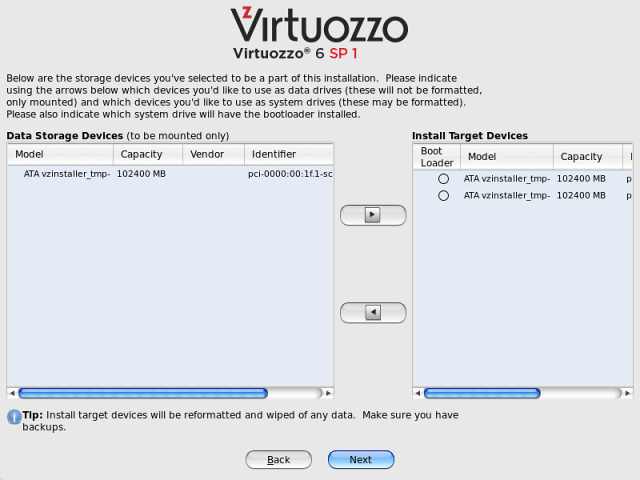 Virtuozzo
Virtuozzo® 6 SP 1
Below are the storage devices you've selected to be a part of this installation.  Please indicate
using the arrows below which devices you'd like to use as data drives (these will not be formatted,
only mounted) and which devices you'd like to use as system drives (these may be formatted).
Please also indicate which system drive will have the bootloader installed.
Data Storage Devices (to be mounted only)
Model Capacity Vendor Identifier
ATA vzinstaller_tmp- 102400 MB pci-0000:00:1f.1-sc
Install Target Devices
Boot
Loader Model Capacity
ATA vzinstaller_tmp- 102400 MB p
ATA vzinstaller_tmp- 102400 MB p
Tip: Install target devices will be reformatted and wiped of any data.  Make sure you have
backups.
Back Next